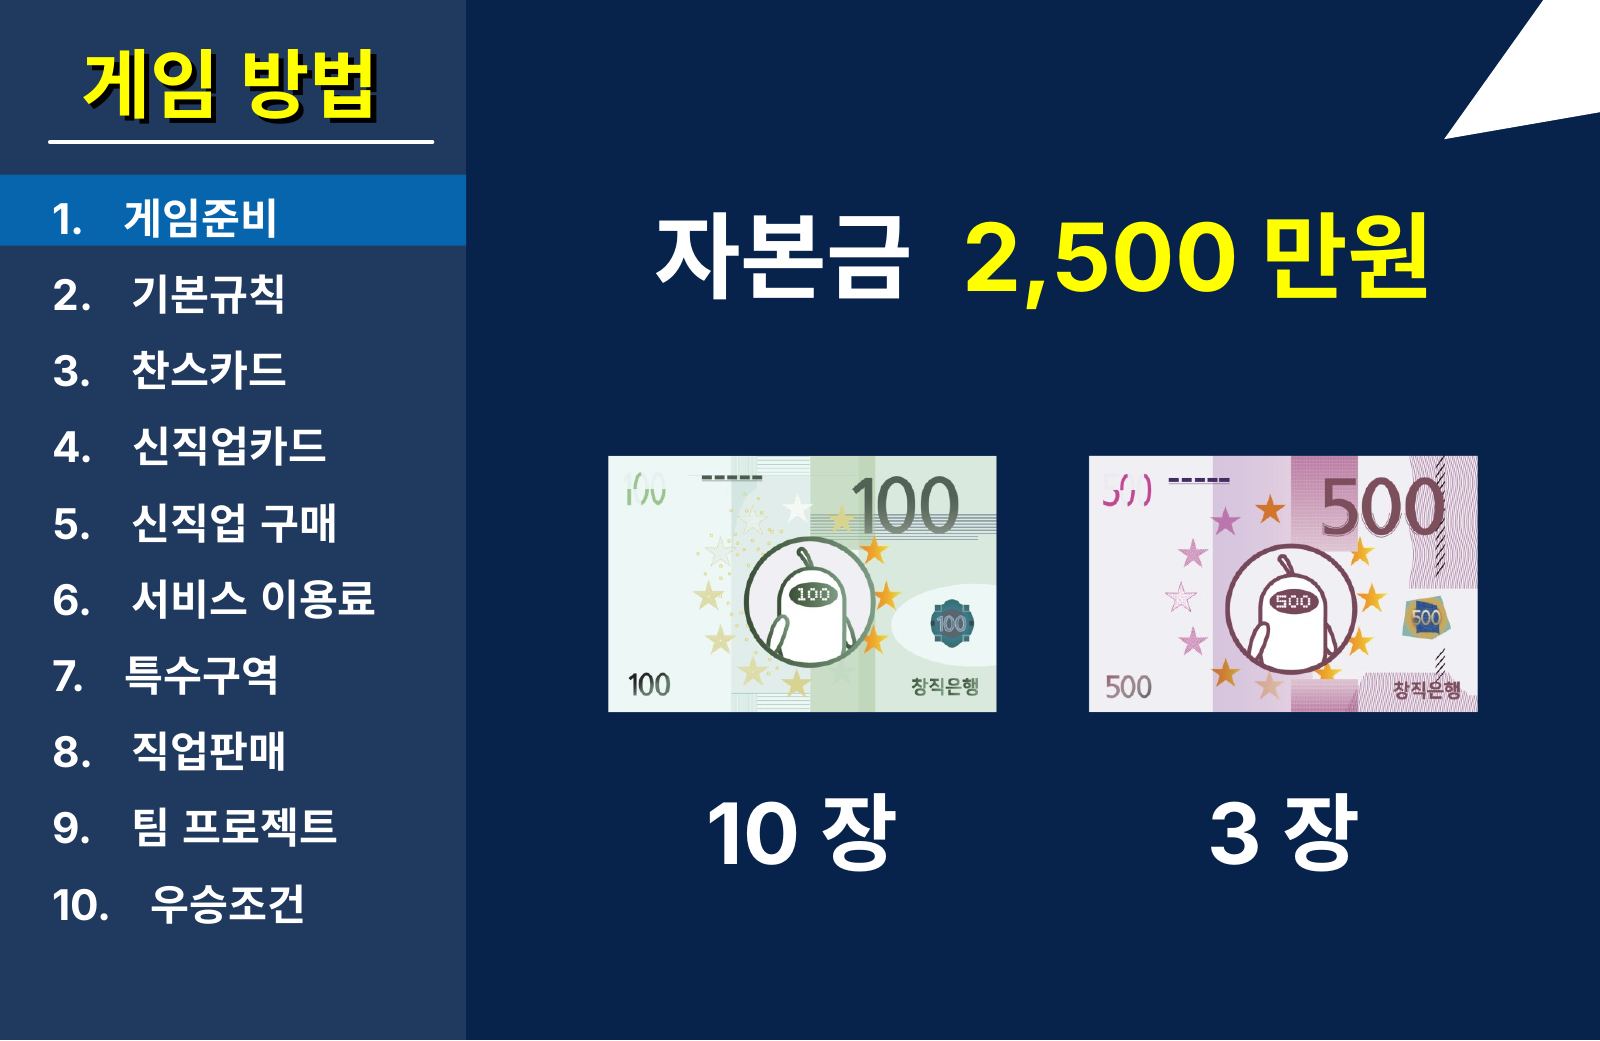 게임 방법
1. 게임준비
2. 기본규칙
3. 찬스카드
4. 신직업카드
5. 신직업 구매
6. 서비스 이용료
7. 특수구역
8. 직업판매
9. 팀 프로젝트
10. 우승조건
자본금 2,500 만원
100
100
100
100
100
창직은행
10 장
500
500
500
500
500
창직은행
3 장